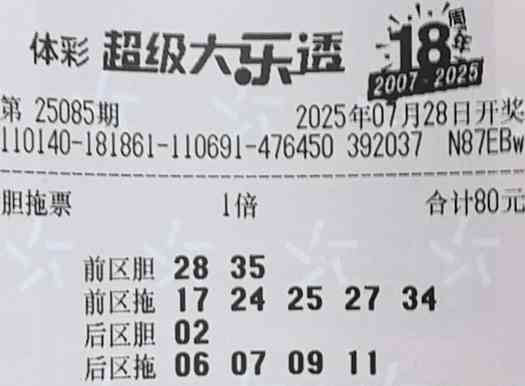 体彩 超级大乐透 18周年
2007-2025
第 25085期 2025年07月28日开奖
110140-181861-110691-476450 392037 N87EBw
胆拖票 1倍 合计80元
前区胆 28 35
前区拖 17 24 25 27 34
后区胆 02
后区拖 06 07 09 11